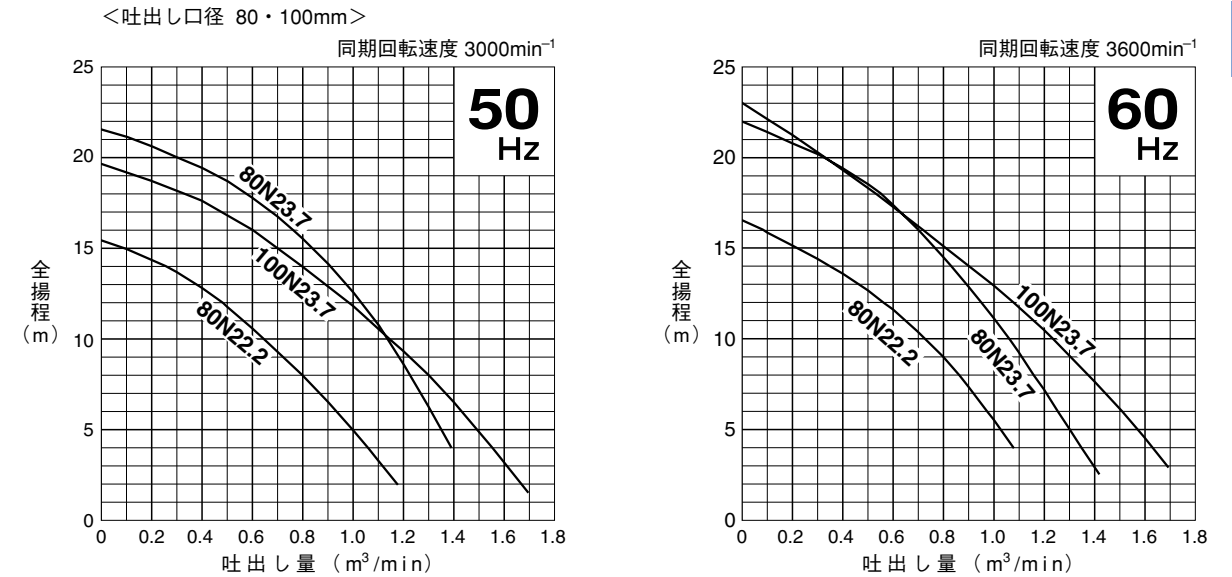 ＜吐出し口径 80・100mm＞
同期回転速度 3000min⁻¹
50
Hz
25
20
15
10
5
0
全揚程
（m）
80N23.7
100N23.7
80N22.2
0 0.2 0.4 0.6 0.8 1.0 1.2 1.4 1.6 1.8
吐出し量（m³/min）
同期回転速度 3600min⁻¹
60
Hz
25
20
15
10
5
0
全揚程
（m）
100N23.7
80N22.2
80N23.7
0 0.2 0.4 0.6 0.8 1.0 1.2 1.4 1.6 1.8
吐出し量（m³/min）